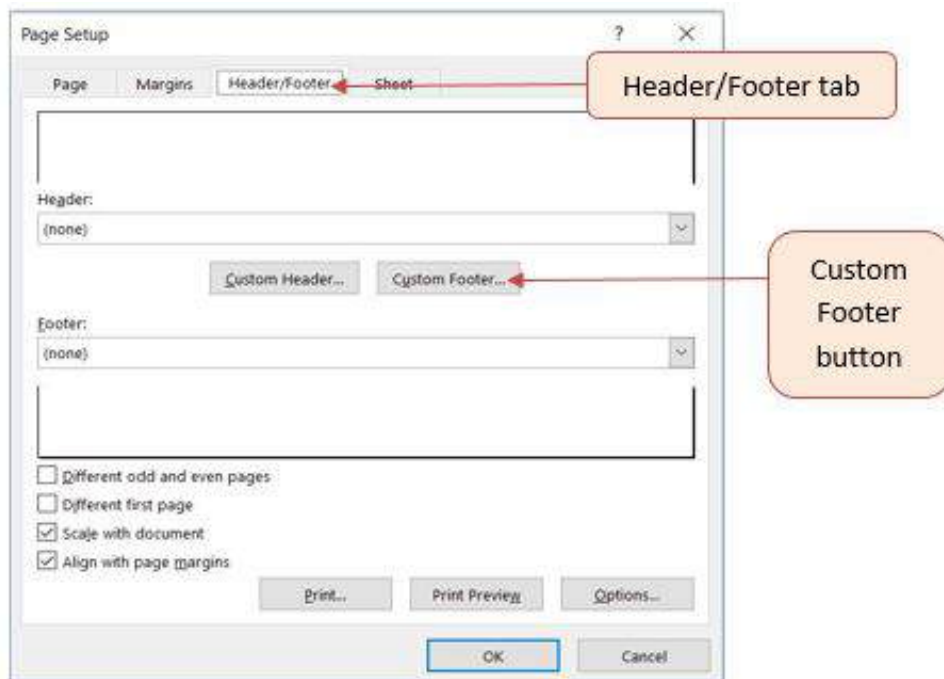 Page Setup ? ×
Page Margins Header/Footer Sheet
Header/Footer tab
Header:
(none)
Custom Header... Custom Footer...
Custom
Footer
button
Footer:
(none)
Different odd and even pages
Different first page
Scale with document
Align with page margins
Print... Print Preview Options...
OK Cancel